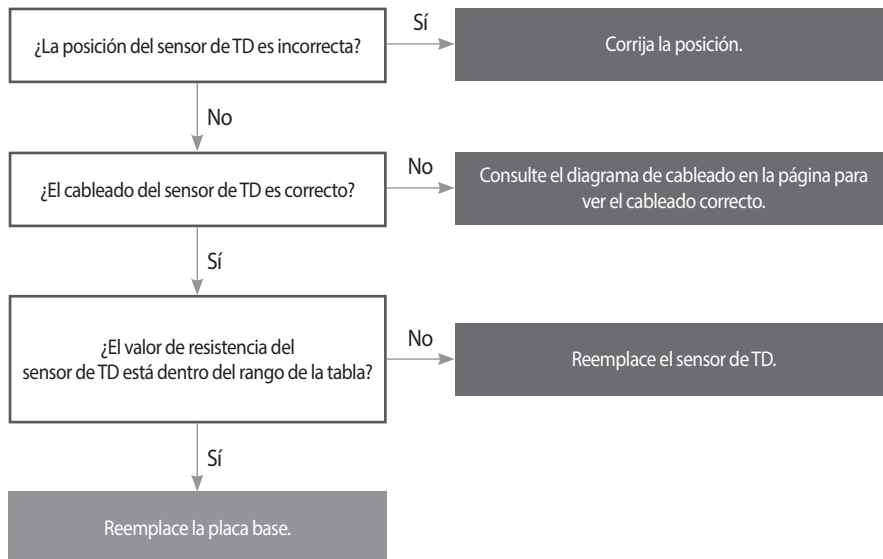 ¿La posición del sensor de TD es incorrecta?
Sí
Corrija la posición.
No
¿El cableado del sensor de TD es correcto?
No
Consulte el diagrama de cableado en la página para
ver el cableado correcto.
Sí
¿El valor de resistencia del
sensor de TD está dentro del rango de la tabla?
No
Reemplace el sensor de TD.
Sí
Reemplace la placa base.